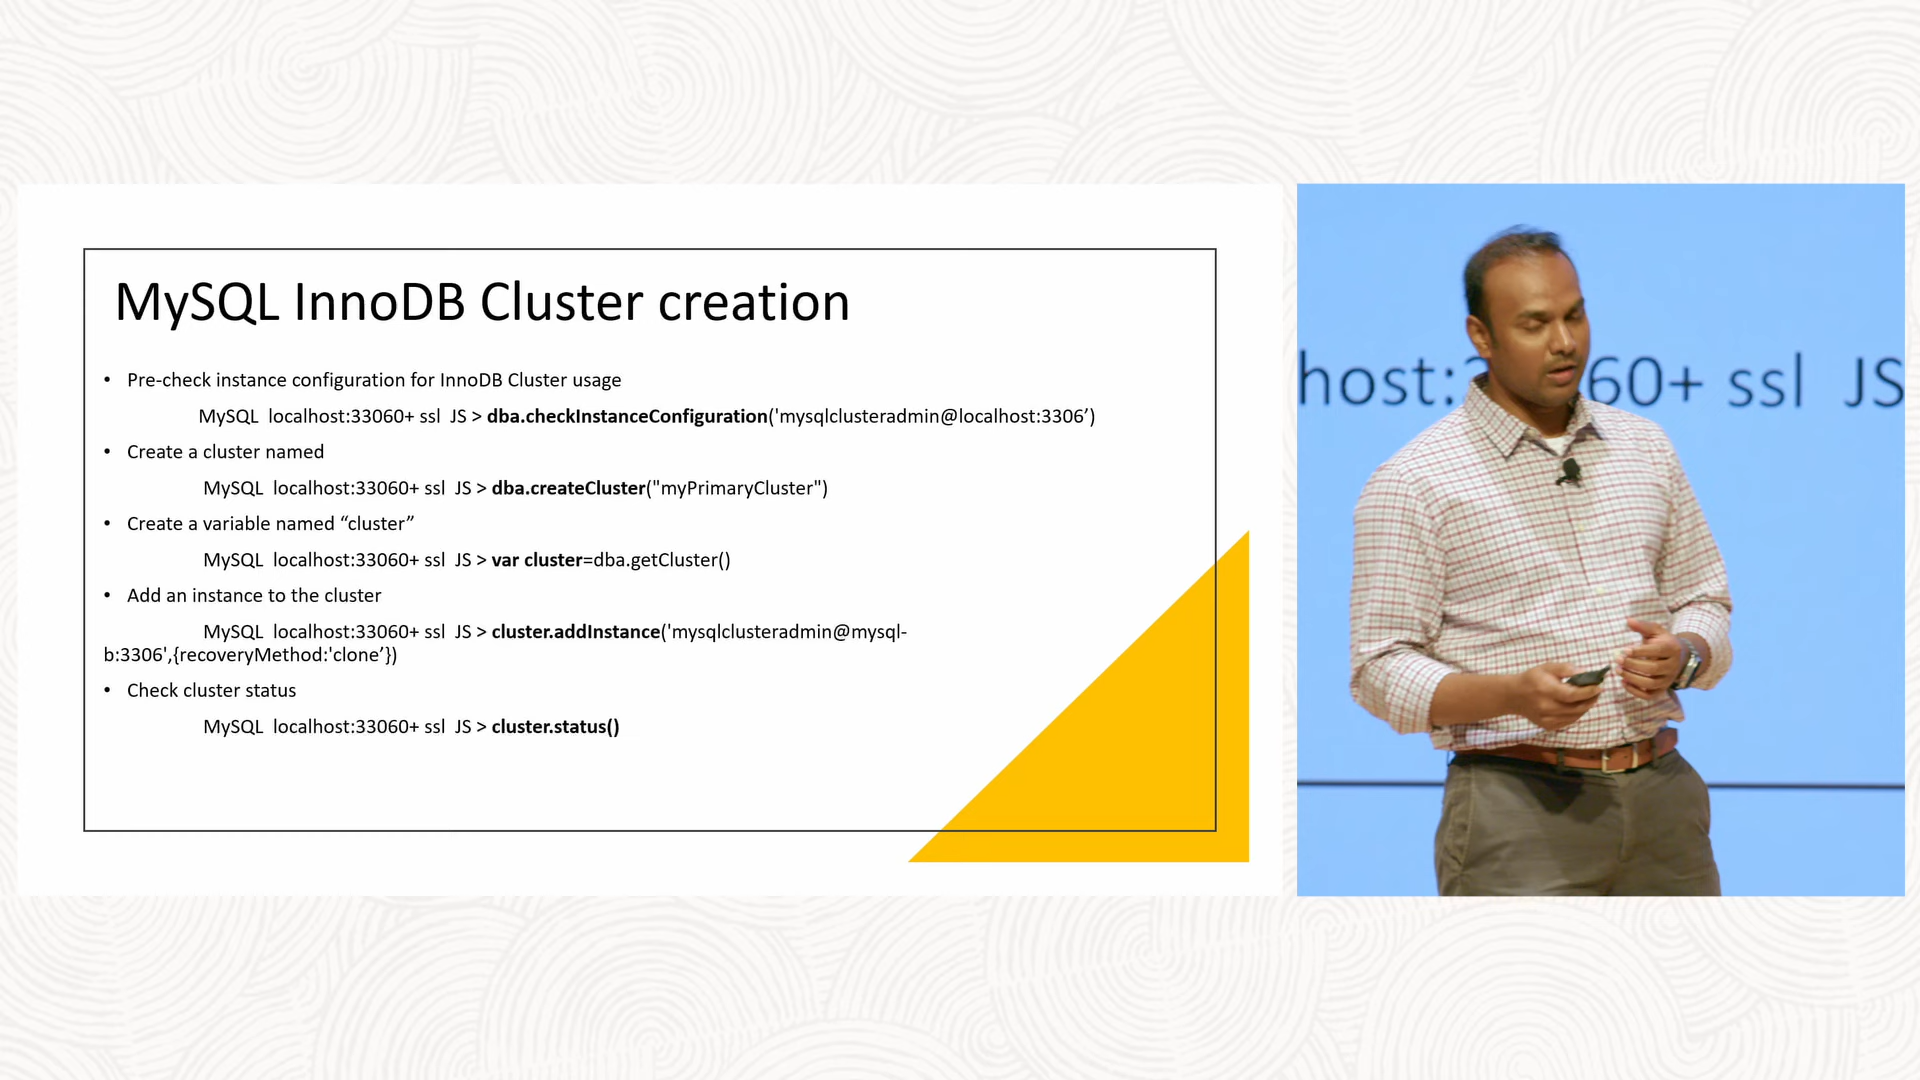 MySQL InnoDB Cluster creation
• Pre-check instance configuration for InnoDB Cluster usage
MySQL localhost:33060+ ssl JS > dba.checkInstanceConfiguration('mysqlclusteradmin@localhost:3306’)
• Create a cluster named
MySQL localhost:33060+ ssl JS > dba.createCluster("myPrimaryCluster")
• Create a variable named “cluster”
MySQL localhost:33060+ ssl JS > var cluster=dba.getCluster()
• Add an instance to the cluster
MySQL localhost:33060+ ssl JS > cluster.addInstance('mysqlclusteradmin@mysql-
b:3306',{recoveryMethod:'clone’})
• Check cluster status
MySQL localhost:33060+ ssl JS > cluster.status()
host:3 60+ ssl JS